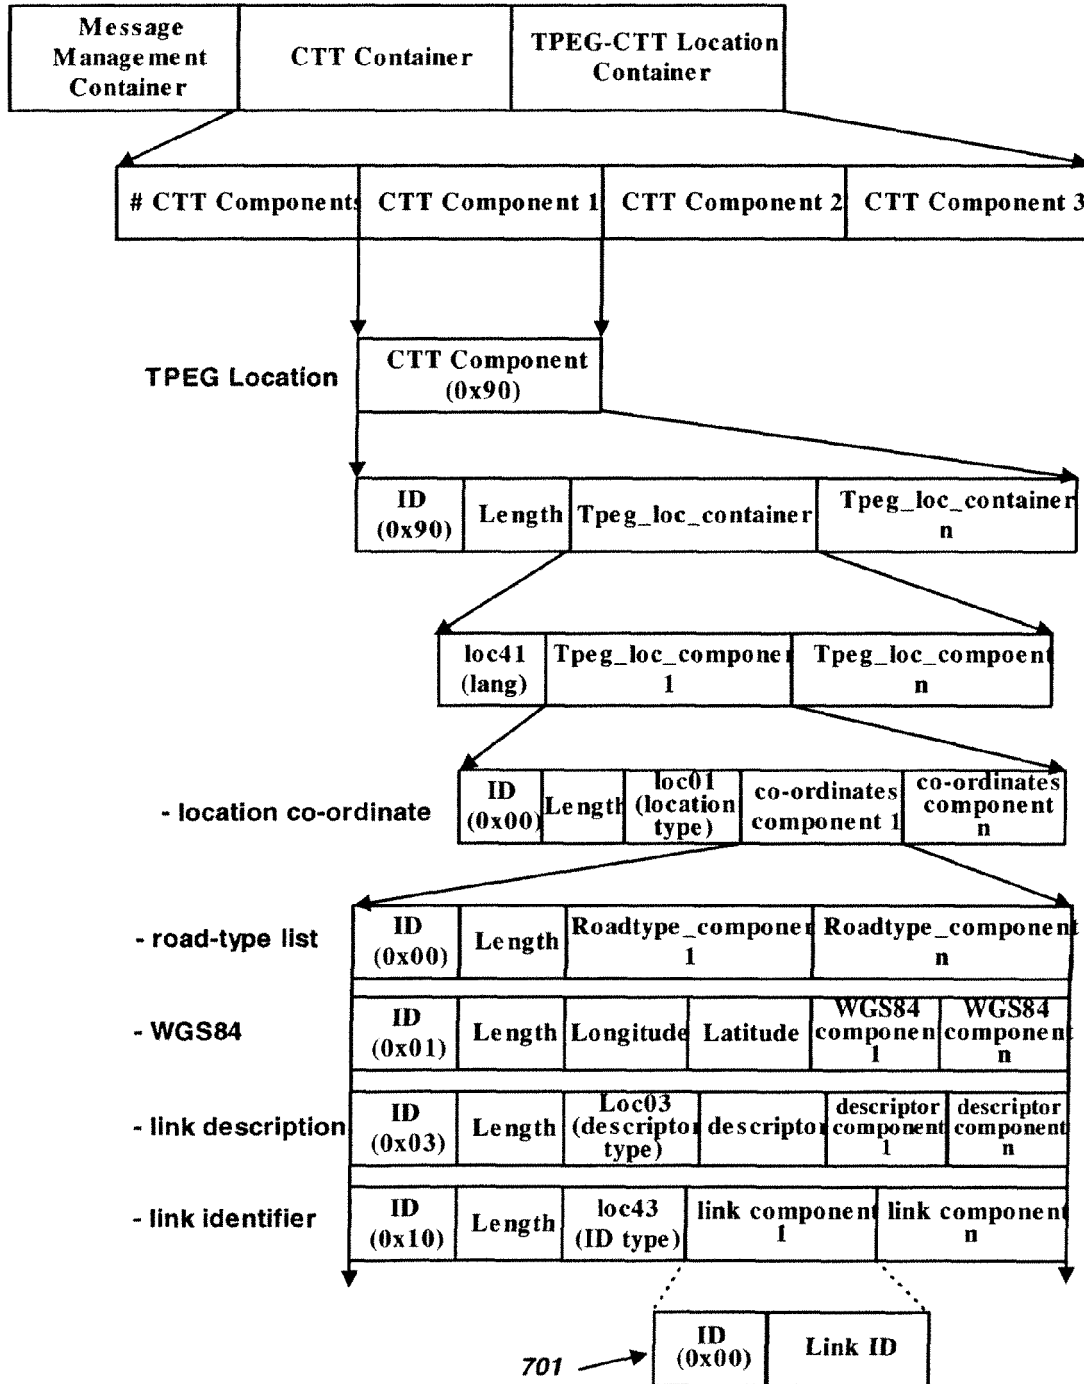 Message
Management
Container
CTT Container
TPEG-CTT Location
Container
# CTT Components
CTT Component 1
CTT Component 2
CTT Component 3
TPEG Location
CTT Component
(0x90)
ID
(0x90)
Length
Tpeg_loc_container
Tpeg_loc_container
n
loc41
(lang)
Tpeg_loc_componer
1
Tpeg_loc_compoent
n
- location co-ordinate
ID
(0x00)
Length
loc01
(location
type)
co-ordinates
component 1
co-ordinates
component
n
- road-type list
ID
(0x00)
Length
Roadtype_componer
1
Roadtype_component
n
- WGS84
ID
(0x01)
Length
Longitude
Latitude
WGS84
componen
1
WGS84
component
n
- link description
ID
(0x03)
Length
Loc03
(descripto
type)
descripto
descriptor
component
1
descriptor
component
n
- link identifier
ID
(0x10)
Length
loc43
(ID type)
link component
1
link component
n
701
ID
(0x00)
Link ID